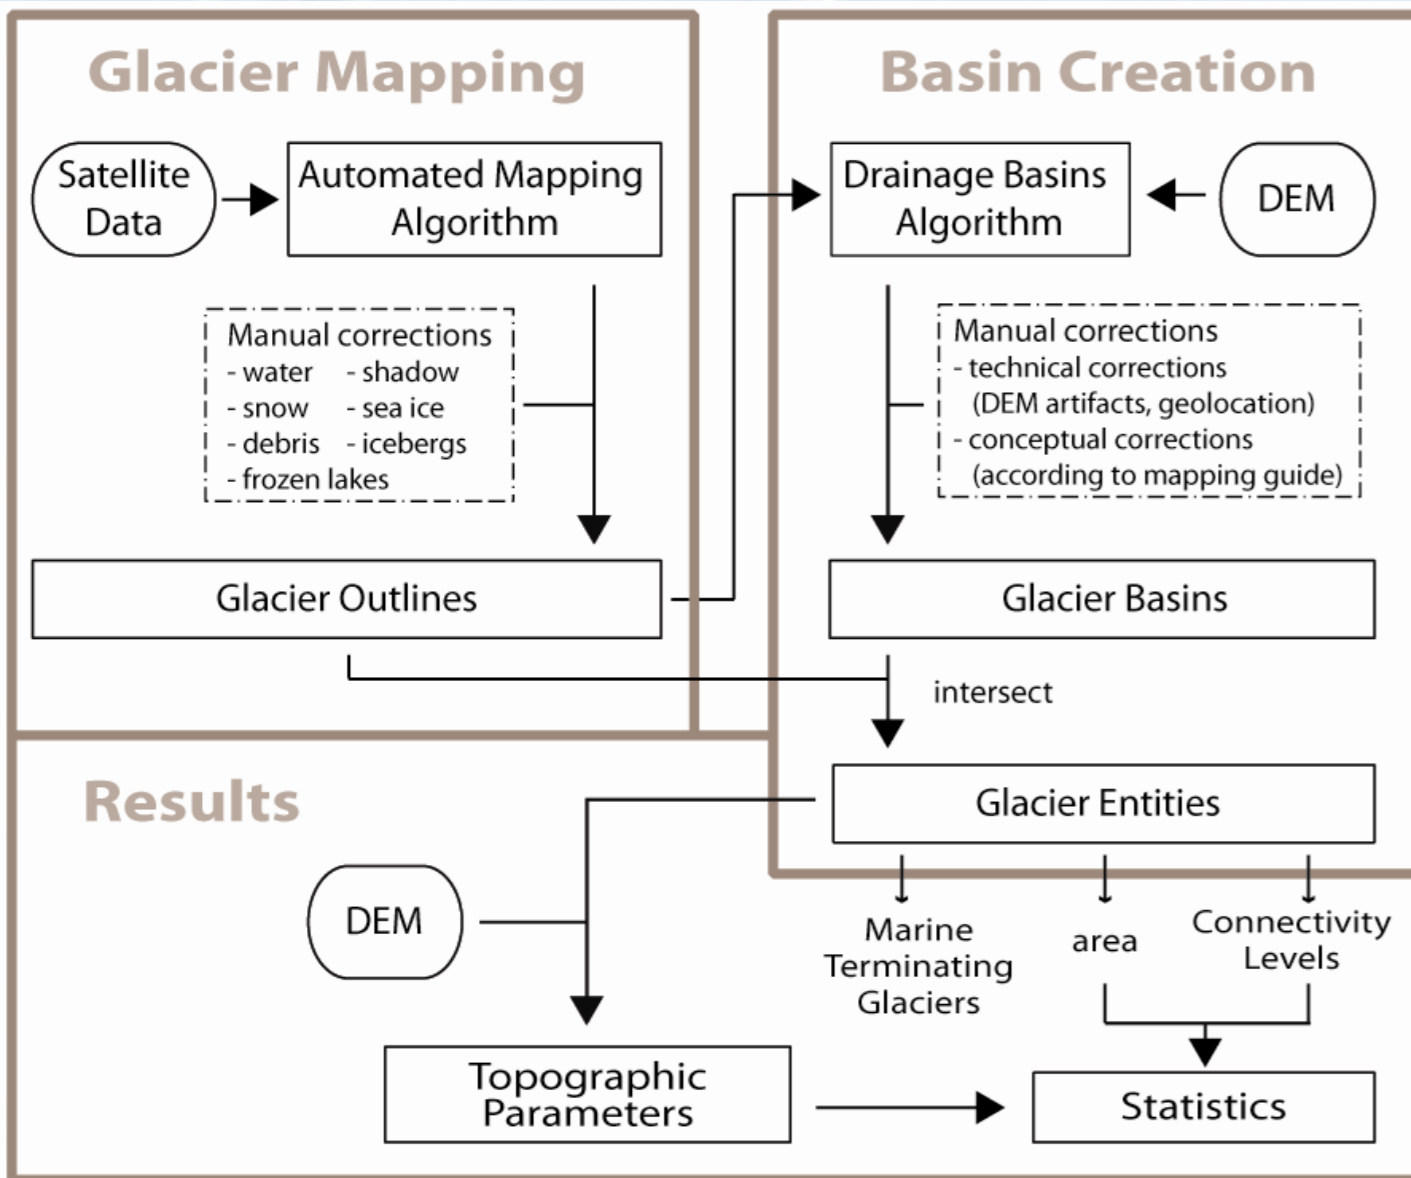 Glacier Mapping
Satellite
Data
Automated Mapping
Algorithm
Manual corrections
- water - shadow
- snow - sea ice
- debris - icebergs
- frozen lakes
Glacier Outlines
Basin Creation
Drainage Basins
Algorithm
DEM
Manual corrections
- technical corrections
(DEM artifacts, geolocation)
- conceptual corrections
(according to mapping guide)
Glacier Basins
intersect
Glacier Entities
Results
DEM
Marine
Terminating
Glaciers
area
Connectivity
Levels
Topographic
Parameters
Statistics